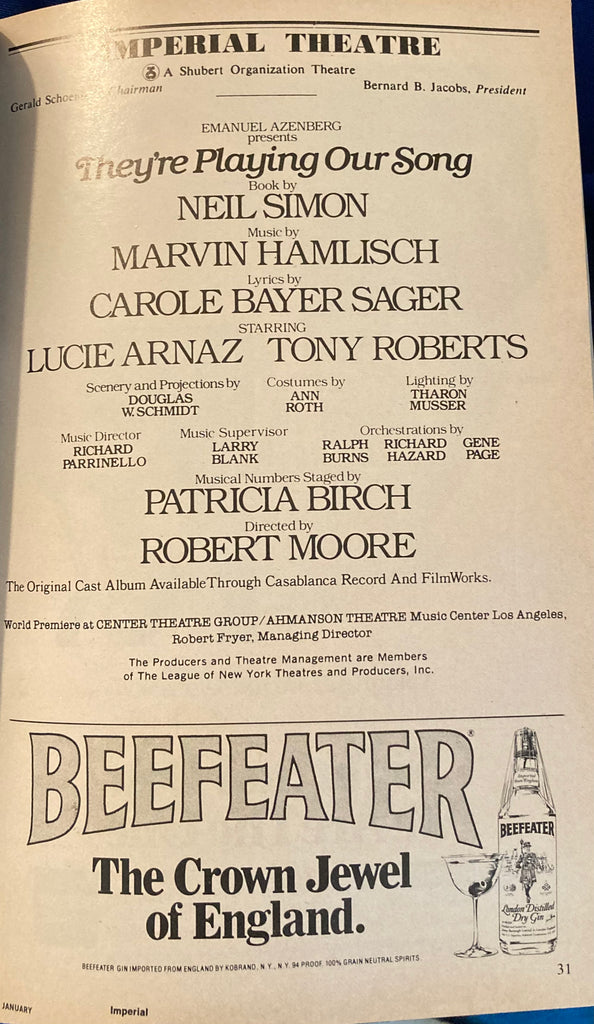 IMPERIAL THEATRE
A Shubert Organization Theatre
Gerald Schoenfeld, Chairman Bernard B. Jacobs, President
EMANUEL AZENBERG
presents
They're Playing Our Song
Book by
NEIL SIMON
Music by
MARVIN HAMLISCH
Lyrics by
CAROLE BAYER SAGER
STARRING
LUCIE ARNAZ TONY ROBERTS
Scenery and Projections by Costumes by Lighting by
DOUGLAS ANN THARON
W. SCHMIDT ROTH MUSSER
Music Director Music Supervisor Orchestrations by
RICHARD LARRY RALPH RICHARD GENE
PARRINELLO BLANK BURNS HAZARD PAGE
Musical Numbers Staged by
PATRICIA BIRCH
Directed by
ROBERT MOORE
The Original Cast Album Available Through Casablanca Record And FilmWorks.
World Premiere at CENTER THEATRE GROUP/AHMANSON THEATRE Music Center Los Angeles,
Robert Fryer, Managing Director
The Producers and Theatre Management are Members
of The League of New York Theatres and Producers, Inc.
BEEFEATER®
BEEFEATER
London Distilled
Dry Gin
The Crown Jewel
of England.
BEEFEATER GIN IMPORTED FROM ENGLAND BY KOBRAND, N.Y., N.Y. 94 PROOF. 100% GRAIN NEUTRAL SPIRITS.
31
JANUARY Imperial